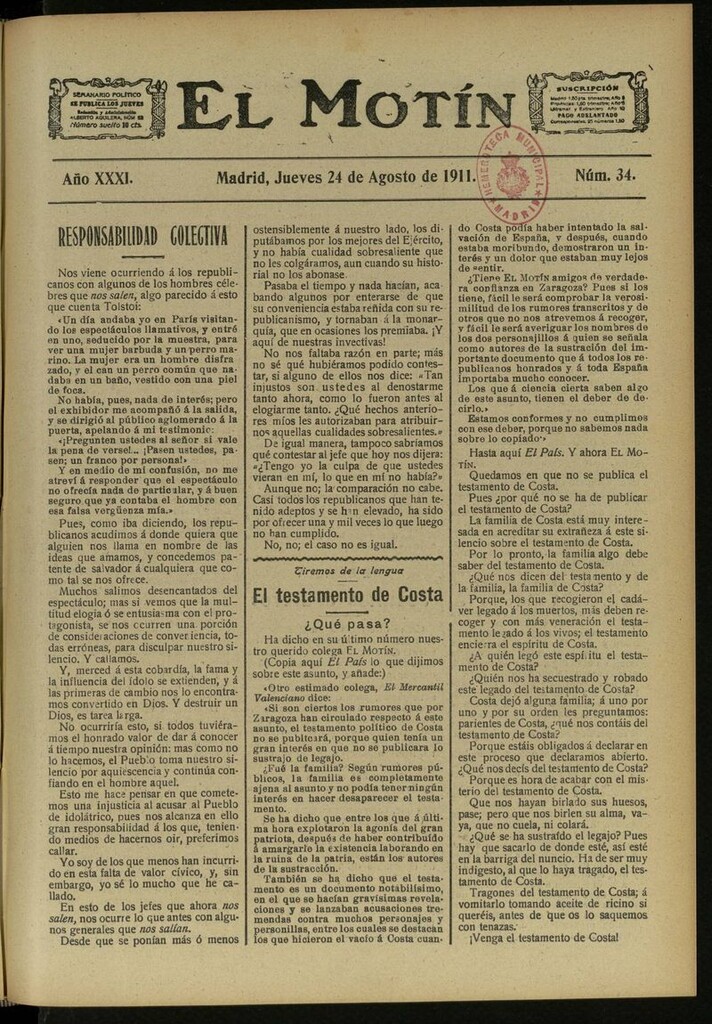 SEMANARIO POLÍTICO
SE PUBLICA LOS JUEVES
Redacción y administración
ALBERTO AGUILERA, NÚM 52
Número suelto 10 cts.
EL MOTÍN
SUSCRIPCIÓN
PAGO ADELANTADO
HEMEROTECA MUNICIPAL
MADRID
Año XXXI.
Madrid, Jueves 24 de Agosto de 1911.
Núm. 34.
RESPONSABILIDAD COLECTIVA
Nos viene ocurriendo á los republi-
canos con algunos de los hombres céle-
bres que nos salen, algo parecido á esto
que cuenta Tolstoi:
«Un día andaba yo en París visitan-
do los espectáculos llamativos, y entré
en uno, seducido por la muestra, para
ver una mujer barbuda y un perro ma-
rino. La mujer era un hombre disfra
zado, y el can un perro común que na-
daba en un baño, vestido con una piel
de foca.
No había, pues, nada de interés; pero
el exhibidor me acompañó á la salida,
y se dirigió al público aglomerado á la
puerta, apelando á mi testimonio:
«¡Pregunten ustedes al señor si vale
la pena de verse!... ¡Pasen ustedes, pa-
sen; un franco por persona!»
Y en medio de mi confusión, no me
atreví á responder que el espectáculo
no ofrecía nada de particular, y á buen
seguro que ya contaba el hombre con
esa falsa vergüenza mía.»
Pues, como iba diciendo, los repu-
blicanos acudimos á donde quiera que
alguien nos llama en nombre de las
ideas que amamos, y concedemos pa-
tente de salvador á cualquiera que co-
mo tal se nos ofrece.
Muchos salimos desencantados del
espectáculo; mas si vemos que la mul-
titud elogia ó se entusiasma con el pro-
tagonista, se nos ocurren una porción
de consideraciones de conveniencia, to-
das erróneas, para disculpar nuestro si-
lencio. Y callamos.
Y, merced á esta cobardía, la fama y
la influencia del ídolo se extienden, y á
las primeras de cambio nos lo encontra-
mos convertido en Dios. Y destruir un
Dios, es tarea larga.
No ocurriría esto, si todos tuviéra-
mos el honrado valor de dar á conocer
á tiempo nuestra opinión: mas como no
lo hacemos, el Pueblo toma nuestro si-
lencio por aquiescencia y continúa con-
fiando en el hombre aquel.
Esto me hace pensar en que comete-
mos una injusticia al acusar al Pueblo
de idolátrico, pues nos alcanza en ello
gran responsabilidad á los que, tenien-
do medios de hacernos oir, preferimos
callar.
Yo soy de los que menos han incurri-
do en esta falta de valor cívico, y, sin
embargo, yo sé lo mucho que he ca-
llado.
En esto de los jefes que ahora nos
salen, nos ocurre lo que antes con algu-
nos generales que nos salían.
Desde que se ponían más ó menos
ostensiblemente á nuestro lado, los di-
putábamos por los mejores del Ejército,
y no había cualidad sobresaliente que
no les colgáramos, aun cuando su histo-
rial no los abonase.
Pasaba el tiempo y nada hacían, aca-
bando algunos por enterarse de que
su conveniencia estaba reñida con su re-
publicanismo, y tornaban á la monar-
quía, que en ocasiones los premiaba. ¡Y
aquí de nuestras invectivas!
No nos faltaba razón en parte; más
no sé qué hubiéramos podido contes-
tar, si alguno de ellos nos dice: «Tan
injustos son ustedes al denostarme
tanto ahora, como lo fueron antes al
elogiarme tanto. ¿Qué hechos anterio-
res míos les autorizaban para atribuir-
nos aquellas cualidades sobresalientes.»
De igual manera, tampoco sabríamos
qué contestar al jefe que hoy nos dijera:
«¿Tengo yo la culpa de que ustedes
vieran en mí, lo que en mí no había?»
Aunque no; la comparación no cabe.
Casi todos los republicanos que han te-
nido adeptos y se han elevado, ha sido
por ofrecer una y mil veces lo que luego
no han cumplido.
No, no; el caso no es igual.
Tiremos de la lengua
El testamento de Costa
¿Qué pasa?
Ha dicho en su último número nues-
tro querido colega EL MOTÍN.
(Copia aquí El País lo que dijimos
sobre este asunto, y añade:)
«Otro estimado colega, El Mercantil
Valenciano dice:
«Si son ciertos los rumores que por
Zaragoza han circulado respecto á este
asunto, el testamento político de Costa
no se publicará, porque quien tenía un
gran interés en que no se publicara lo
sustrajo de legajo.
¿Fué la familia? Según rumores pú-
blicos, la familia es completamente
ajena al asunto y no podía tener ningún
interés en hacer desaparecer el testa-
mento.
Se ha dicho que entre los que á últi-
ma hora explotaron la agonía del gran
patriota, después de haber contribuído
á amargarle la existencia laborando en
la ruina de la patria, están los autores
de la sustracción.
También se ha dicho que el testa-
mento es un documento notabilísimo,
en el que se hacían gravísimas revela-
ciones y se lanzaban acusaciones tre-
mendas contra muchos personajes y
personillas, entre los cuales se destacan
los que hicieron el vacío á Costa cuan-
do Costa podía haber intentado la sal-
vación de España, y después, cuando
estaba moribundo, demostraron un in-
terés y un dolor que estaban muy lejos
de sentir.
¿Tiene EL MOTÍN amigos de verdade-
ra confianza en Zaragoza? Pues si los
tiene, fácil le será comprobar la verosi-
militud de los rumores transcritos y de
otros que no nos atrevemos á recoger,
y fácil le será averiguar los nombres de
los dos personajillos á quien se señala
como autores de la sustración del im-
portante documento que á todos los re-
publicanos honrados y á toda España
importaba mucho conocer.
Los que á ciencia cierta saben algo
de este asunto, tienen el deber de de-
cirlo.»
Estamos conformes y no cumplimos
con ese deber, porque no sabemos nada
sobre lo copiado»
Hasta aquí El País. Y ahora EL MO-
TÍN.
Quedamos en que no se publica el
testamento de Costa.
Pues ¿por qué no se ha de publicar
el testamento de Costa?
La familia de Costa está muy intere-
sada en acreditar su extrañeza á este si-
lencio sobre el testamento de Costa.
Por lo pronto, la familia algo debe
saber del testamento de Costa.
¿Qué nos dicen del testamento y de
la familia, la familia de Costa?
Porque, los que recogieron el cadá-
ver legado á los muertos, más deben re-
coger y con más veneración el testamen-
to legado á los vivos; el testamento
encierra el espíritu de Costa.
¿A quién legó este espíritu el testa-
mento de Costa?
¿Quién nos ha secuestrado y robado
este legado del testamento de Costa?
Costa dejó alguna familia; á uno por
uno y por su orden les preguntamos:
parientes de Costa, ¿qué nos contáis del
testamento de Costa?
Porque estáis obligados á declarar en
este proceso que declaramos abierto.
¿Qué nos decís del testamento de Costa?
Porque es hora de acabar con el mis-
terio del testamento de Costa.
Que nos hayan birlado sus huesos,
pase; pero que nos birlen su alma, va-
ya, que no cuela, ni colará.
¿Qué se ha sustraído el legajo? Pues
hay que sacarlo de donde esté, así esté
en la barriga del nuncio. Ha de ser muy
indigesto, al que lo haya tragado, el tes-
tamento de Costa.
Tragones del testamento de Costa; á
vomitarlo tomando aceite de ricino si
queréis, antes de que os lo saquemos
con tenazas.
¡Venga el testamento de Costa!